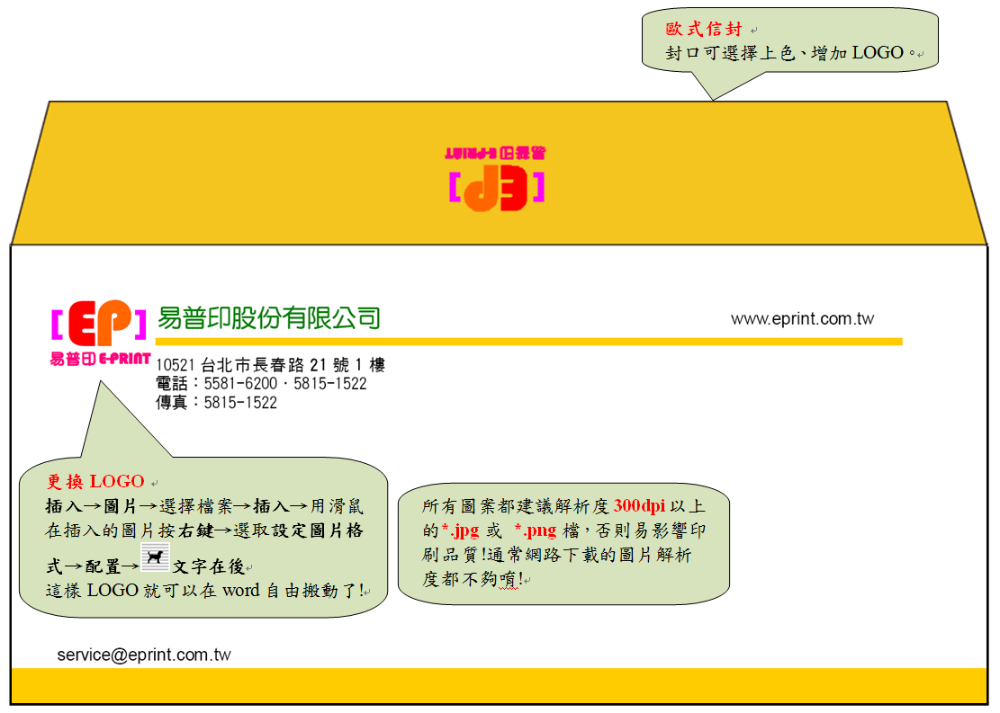 歐式信封
封口可選擇上色、增加 LOGO。
易普印 E-PRINT
[EP]
[EP]
易普印 E-PRINT
易普印股份有限公司
www.eprint.com.tw
10521 台北市長春路 21 號 1 樓
電話：5581-6200．5815-1522
傳真：5815-1522
更換 LOGO
插入→圖片→選擇檔案→插入→用滑鼠
在插入的圖片按右鍵→選取設定圖片格
式→配置→文字在後
這樣 LOGO 就可以在 word 自由搬動了!
所有圖案都建議解析度 300dpi 以上
的*.jpg 或 *.png 檔，否則易影響印
刷品質!通常網路下載的圖片解析
度都不夠唷!
service@eprint.com.tw